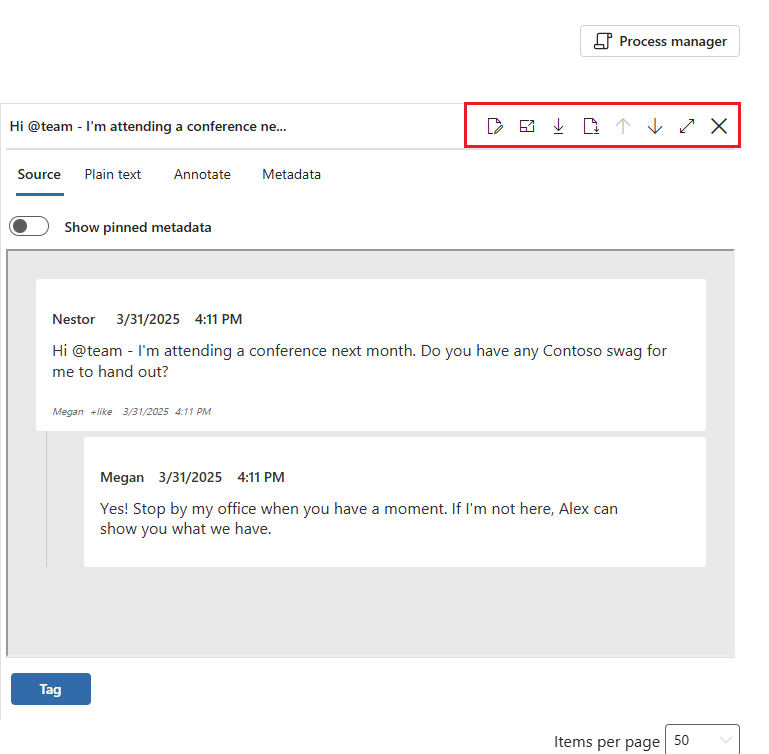 Process manager
Hi @team - I'm attending a conference ne...
Source Plain text Annotate Metadata
Show pinned metadata
Nestor 3/31/2025 4:11 PM
Hi @team - I'm attending a conference next month. Do you have any Contoso swag for
me to hand out?
Megan +like 3/31/2025 4:11 PM
Megan 3/31/2025 4:11 PM
Yes! Stop by my office when you have a moment. If I'm not here, Alex can
show you what we have.
Tag
Items per page 50